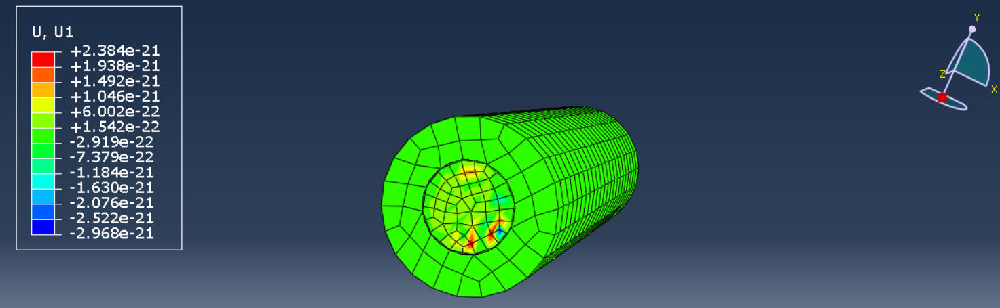 U, U1
+2.384e-21
+1.938e-21
+1.492e-21
+1.046e-21
+6.002e-22
+1.542e-22
-2.919e-22
-7.379e-22
-1.184e-21
-1.630e-21
-2.076e-21
-2.522e-21
-2.968e-21
Y
Z
X